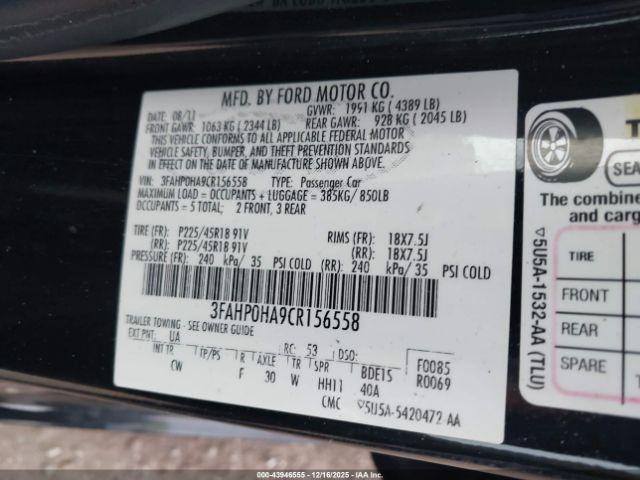 MFD. BY FORD MOTOR CO.
DATE: 08/11 GVWR: 1991 KG ( 4389 LB)
FRONT GAWR: 1063 KG ( 2344 LB) REAR GAWR: 928 KG ( 2045 LB)
THIS VEHICLE CONFORMS TO ALL APPLICABLE FEDERAL MOTOR
VEHICLE SAFETY, BUMPER, AND THEFT PREVENTION STANDARDS
IN EFFECT ON THE DATE OF MANUFACTURE SHOWN ABOVE.
VIN: 3FAHP0HA9CR156558 TYPE: Passenger Car
MAXIMUM LOAD = OCCUPANTS + LUGGAGE = 385KG/ 850LB
OCCUPANTS = 5 TOTAL; 2 FRONT, 3 REAR
TIRE (FR): P225/45R18 91V RIMS (FR): 18X7.5J
(RR): P225/45R18 91V (RR): 18X7.5J
PRESSURE (FR): 240 kPa/ 35 PSI COLD (RR): 240 kPa/ 35 PSI COLD
3FAHP0HA9CR156558
TRAILER TOWING - SEE OWNER GUIDE
EXT PNT: UA RC: 53 DSO: F0085
INT TR TP/PS R AXLE TR SPR BDEIS R0069
CW F 30 W HH11 40A
CMC ▽5U5A-5420472 AA
SEA
The combine
and carg
TIRE
FRONT
REAR
SPARE
▽5U5A-1532-AA (TLU)
000-43946555 | 12/16/2025 | IAAI.com